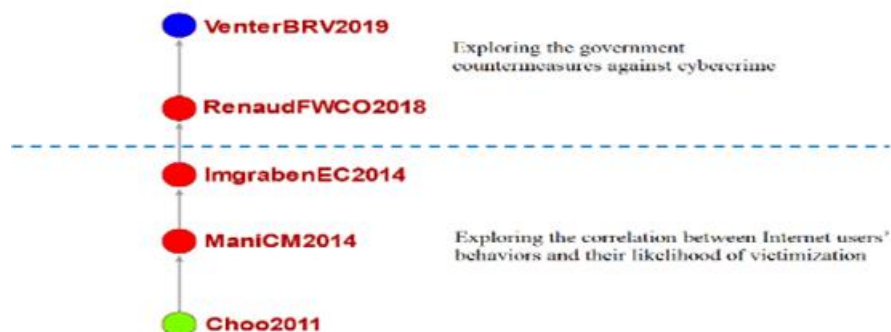 VenterBRV2019
Exploring the government
countermeasures against cybercrime
RenaudFWCO2018
ImgrabenEC2014
ManiCM2014
Exploring the correlation between Internet users'
behaviors and their likelihood of victimization
Choo2011